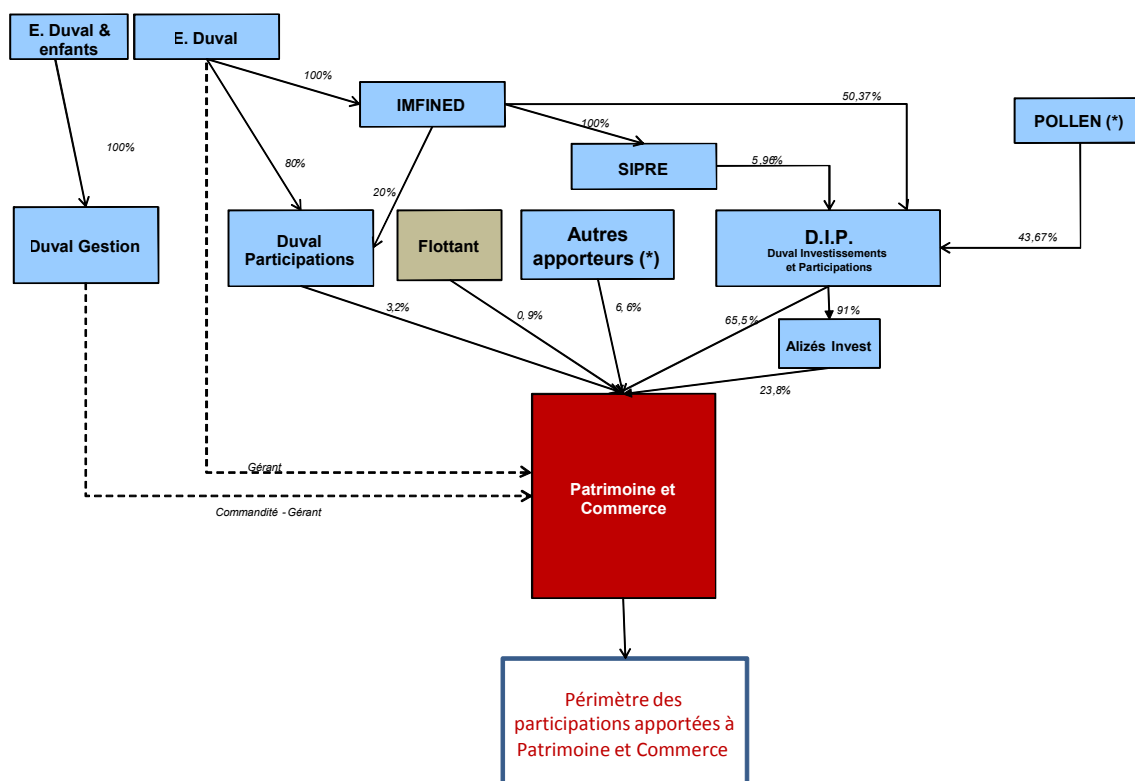 E. Duval &
enfants
E. Duval
100%
IMFINED
50,37%
POLLEN (*)
100%
100%
SIPRE
80%
5,96%
20%
Duval Gestion
Duval
Participations
Flottant
Autres
apporteurs (*)
D.I.P.
Duval Investissements
et Participations
43,67%
3,2%
0,9%
6,6%
65,5%
91%
Alizés Invest
23,8%
Gérant
Patrimoine et
Commerce
Commandité - Gérant
Périmètre des
participations apportées à
Patrimoine et Commerce